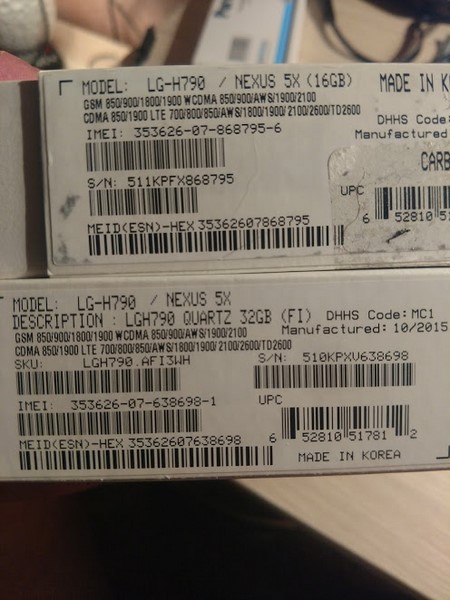 MODEL: LG-H790 / NEXUS 5X (16GB) MADE IN K
GSM 850/900/1800/1900 WCDMA 850/900/AWS/1900/2100
CDMA 850/1900 LTE 700/800/850/AWS/1800/1900/2100/2600/TD2600
DHHS Code:
IMEI: 353626-07-868795-6
Manufactured:
CARB
S/N: 511KPFX868795
UPC
6 52810 51
MEID(ESN)-HEX 35362607868795
MODEL: LG-H790 / NEXUS 5X
DESCRIPTION : LGH790 QUARTZ 32GB (FI) DHHS Code: MC1
GSM 850/900/1800/1900 WCDMA 850/900/AWS/1900/2100
Manufactured: 10/2015
CDMA 850/1900 LTE 700/800/850/AWS/1800/1900/2100/2600/TD2600
SKU: LGH790.AFI3WH
S/N: 510KPXV638698
IMEI: 353626-07-638698-1
UPC
6 52810 51781 2
MEID(ESN)-HEX 35362607638698
MADE IN KOREA